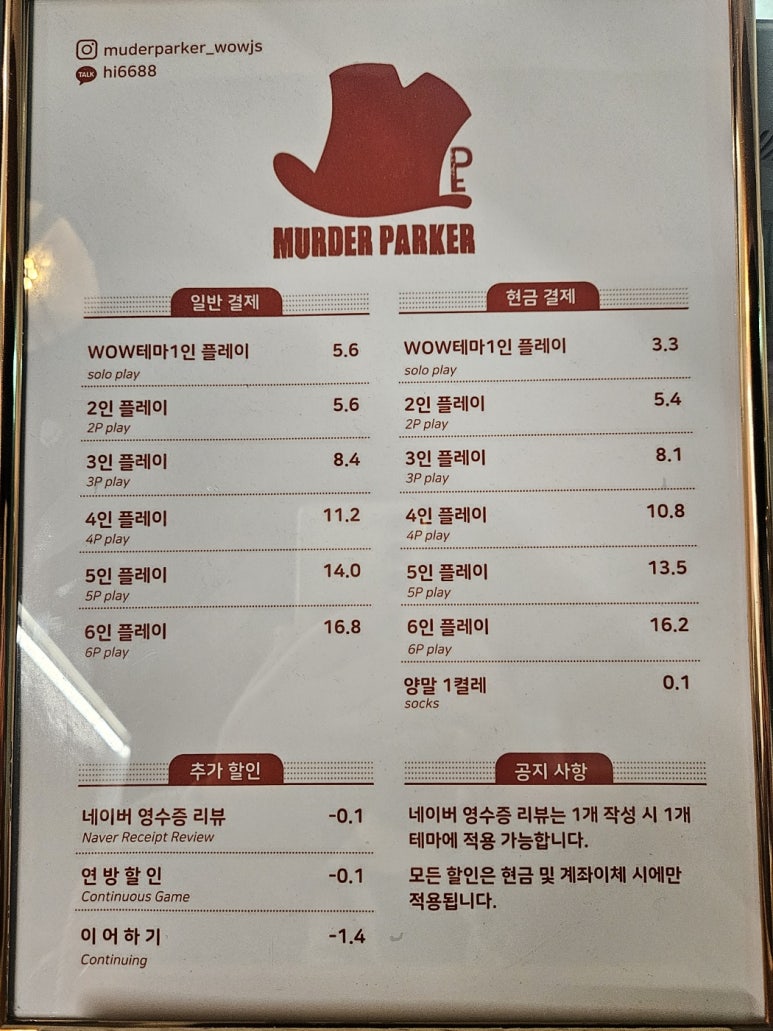 muderparker_wowjs
TALK hi6688
PE
MURDER PARKER
일반 결제
WOW테마1인 플레이 5.6
solo play
2인 플레이 5.6
2P play
3인 플레이 8.4
3P play
4인 플레이 11.2
4P play
5인 플레이 14.0
5P play
6인 플레이 16.8
6P play
현금 결제
WOW테마1인 플레이 3.3
solo play
2인 플레이 5.4
2P play
3인 플레이 8.1
3P play
4인 플레이 10.8
4P play
5인 플레이 13.5
5P play
6인 플레이 16.2
6P play
양말 1켤레 0.1
socks
추가 할인
네이버 영수증 리뷰 -0.1
Naver Receipt Review
연 방 할 인 -0.1
Continuous Game
이 어 하 기 -1.4
Continuing
공지 사항
네이버 영수증 리뷰는 1개 작성 시 1개
테마에 적용 가능합니다.
모든 할인은 현금 및 계좌이체 시에만
적용됩니다.